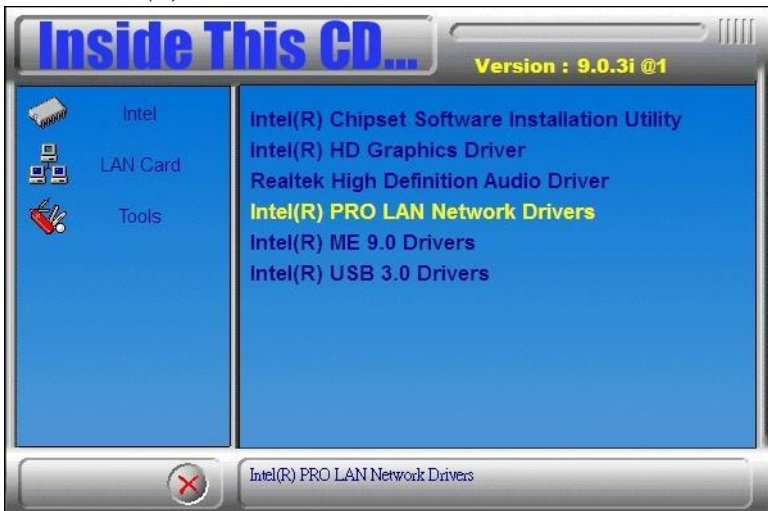 Inside This CD...
Version : 9.0.3i @1
Intel
LAN Card
Tools
Intel(R) Chipset Software Installation Utility
Intel(R) HD Graphics Driver
Realtek High Definition Audio Driver
Intel(R) PRO LAN Network Drivers
Intel(R) ME 9.0 Drivers
Intel(R) USB 3.0 Drivers
Intel(R) PRO LAN Network Drivers